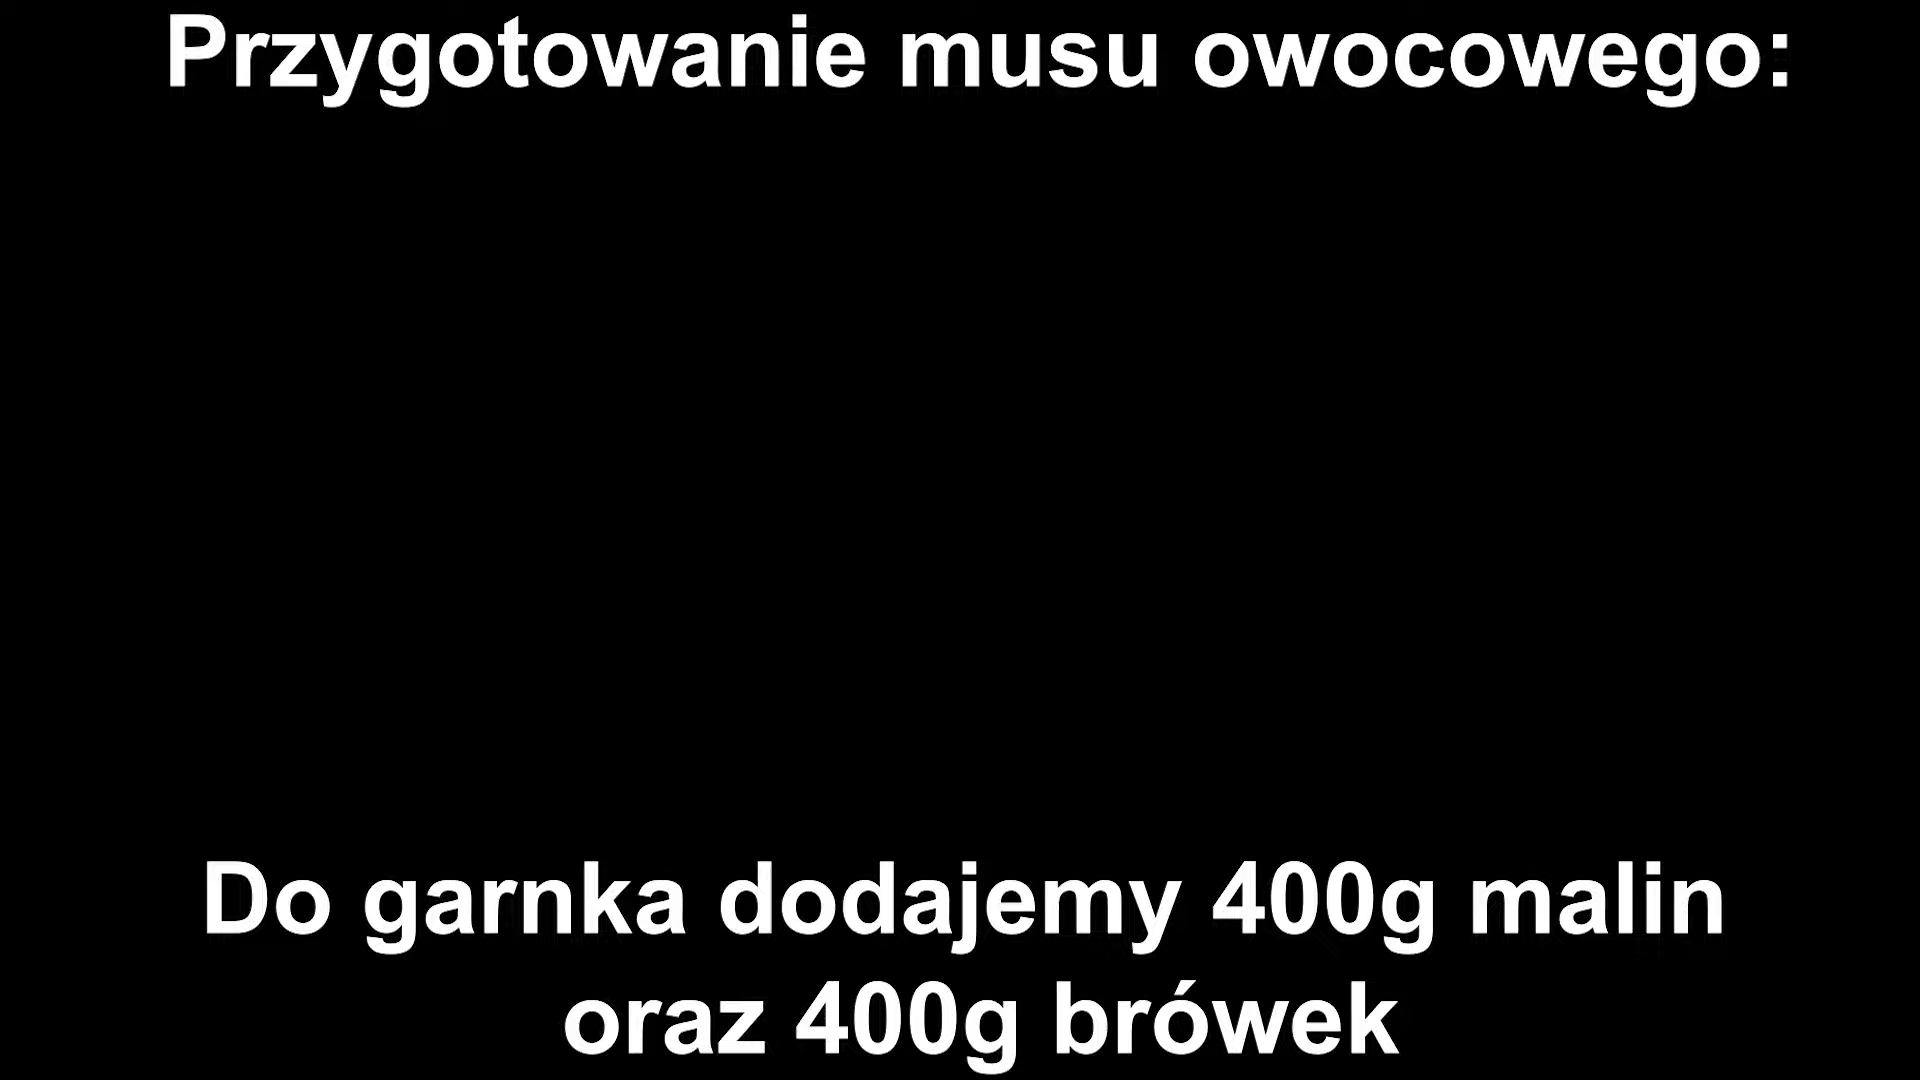 Przygotowanie musu owocowego:
Do garnka dodajemy 400g malin
oraz 400g brówek